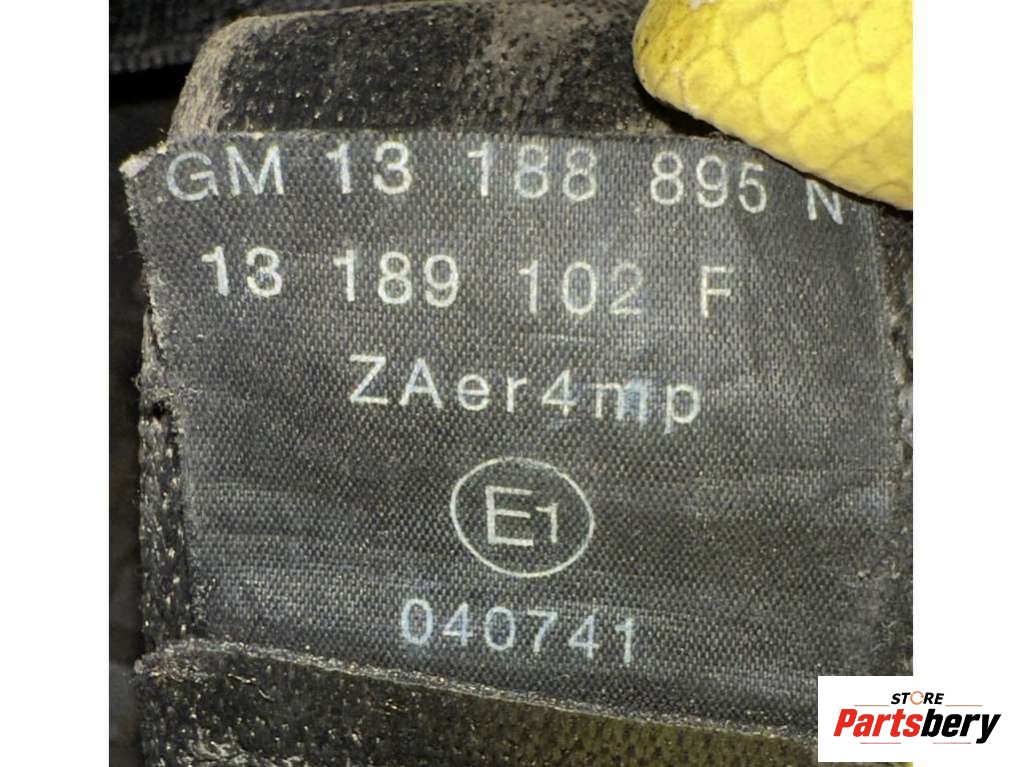 GM 13 188 895 N
13 189 102 F
ZAer4mp
E1
040741
STORE
Partsbery